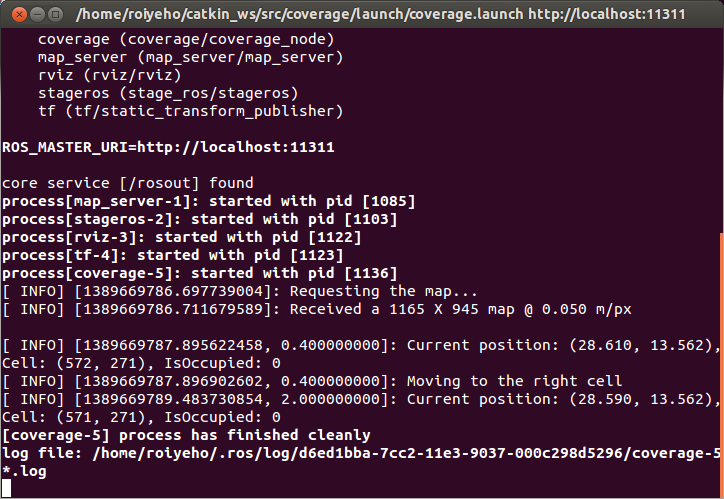 /home/roiyeho/catkin_ws/src/coverage/launch/coverage.launch http://localhost:11311
coverage (coverage/coverage_node)
map_server (map_server/map_server)
rviz (rviz/rviz)
stageros (stage_ros/stageros)
tf (tf/static_transform_publisher)
ROS_MASTER_URI=http://localhost:11311
core service [/rosout] found
process[map_server-1]: started with pid [1085]
process[stageros-2]: started with pid [1103]
process[rviz-3]: started with pid [1122]
process[tf-4]: started with pid [1123]
process[coverage-5]: started with pid [1136]
[ INFO] [1389669786.697739004]: Requesting the map...
[ INFO] [1389669786.711679589]: Received a 1165 X 945 map @ 0.050 m/px
[ INFO] [1389669787.895622458, 0.400000000]: Current position: (28.610, 13.562),
Cell: (572, 271), IsOccupied: 0
[ INFO] [1389669787.896902602, 0.400000000]: Moving to the right cell
[ INFO] [1389669789.483730854, 2.000000000]: Current position: (28.590, 13.562),
Cell: (571, 271), IsOccupied: 0
[coverage-5] process has finished cleanly
log file: /home/roiyeho/.ros/log/d6ed1bba-7cc2-11e3-9037-000c298d5296/coverage-5
*.log